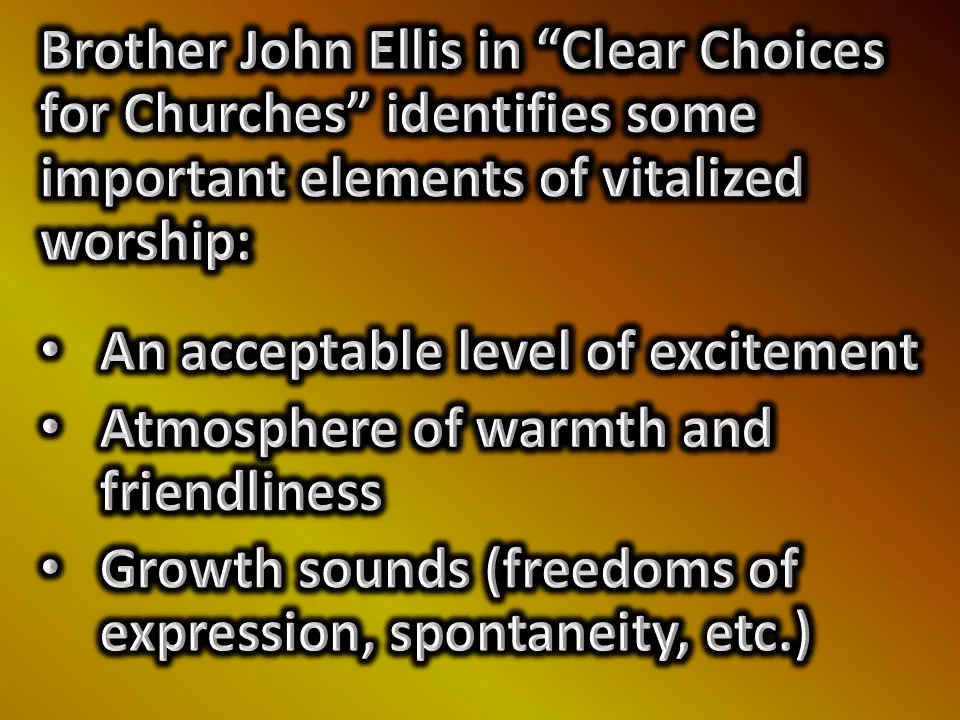 Brother John Ellis in “Clear Choices
for Churches” identifies some
important elements of vitalized
worship:
• An acceptable level of excitement
• Atmosphere of warmth and
friendliness
• Growth sounds (freedoms of
expression, spontaneity, etc.)